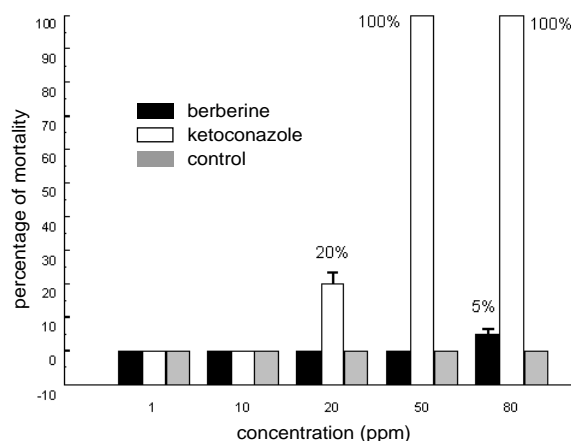 100
90
80
70
60
50
40
30
20
10
0
-10
percentage of mortality
berberine
ketoconazole
control
20%
100%
5%
100%
1 10 20 50 80
concentration (ppm)